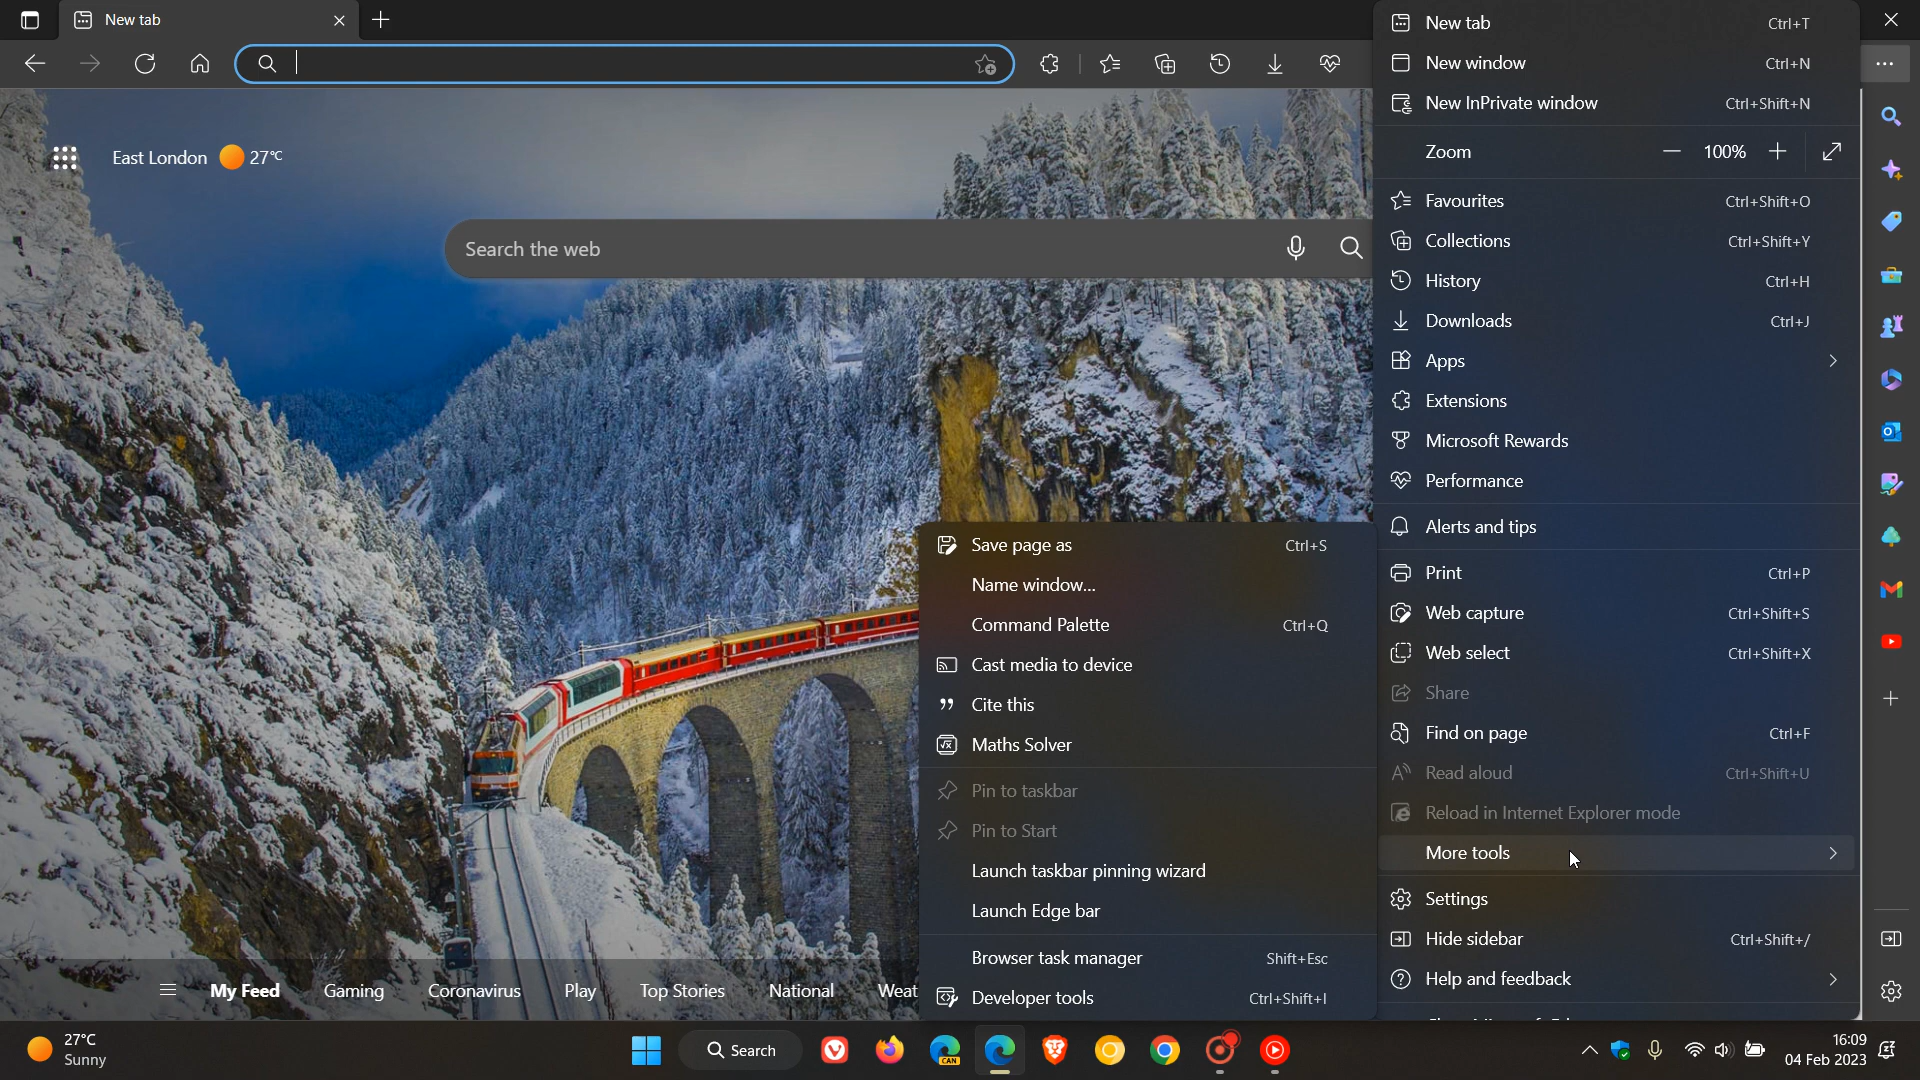 New tab
East London 27°C
Search the web
My Feed Gaming Coronavirus Play Top Stories National Weat
New tab Ctrl+T
New window Ctrl+N
New InPrivate window Ctrl+Shift+N
Zoom 100%
Favourites Ctrl+Shift+O
Collections Ctrl+Shift+Y
History Ctrl+H
Downloads Ctrl+J
Apps
Extensions
Microsoft Rewards
Performance
Alerts and tips
Print Ctrl+P
Web capture Ctrl+Shift+S
Web select Ctrl+Shift+X
Share
Find on page Ctrl+F
Read aloud Ctrl+Shift+U
Reload in Internet Explorer mode
More tools
Settings
Hide sidebar Ctrl+Shift+/
Help and feedback
Save page as Ctrl+S
Name window...
Command Palette Ctrl+Q
Cast media to device
Cite this
Maths Solver
Pin to taskbar
Pin to Start
Launch taskbar pinning wizard
Launch Edge bar
Browser task manager Shift+Esc
Developer tools Ctrl+Shift+I
27°C
Sunny
Search
CAN
16:09
04 Feb 2023